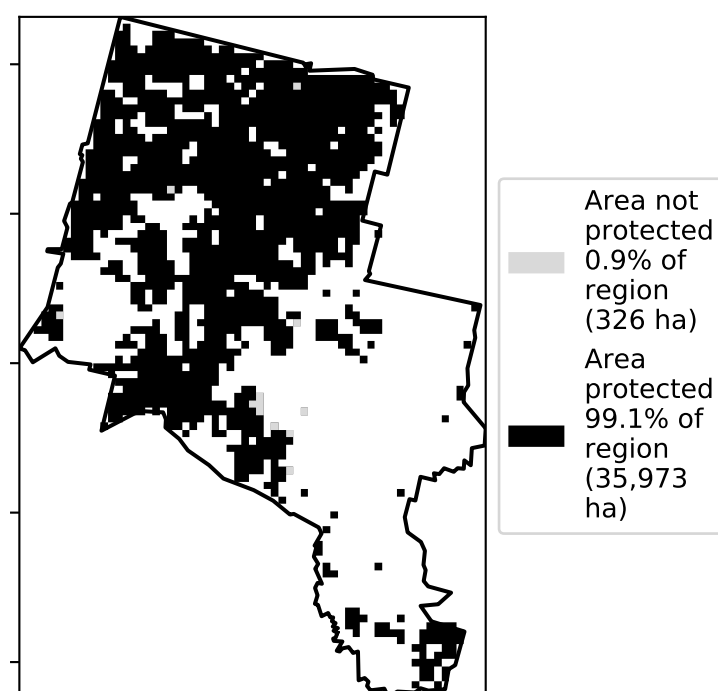 Area not
protected
0.9% of
region
(326 ha)
Area
protected
99.1% of
region
(35,973
ha)